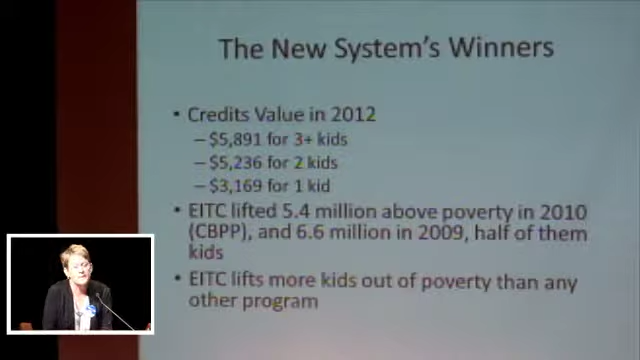 The New System's Winners
• Credits Value in 2012
– $5,891 for 3+ kids
– $5,236 for 2 kids
– $3,169 for 1 kid
• EITC lifted 5.4 million above poverty in 2010
(CBPP), and 6.6 million in 2009, half of them
kids
• EITC lifts more kids out of poverty than any
other program